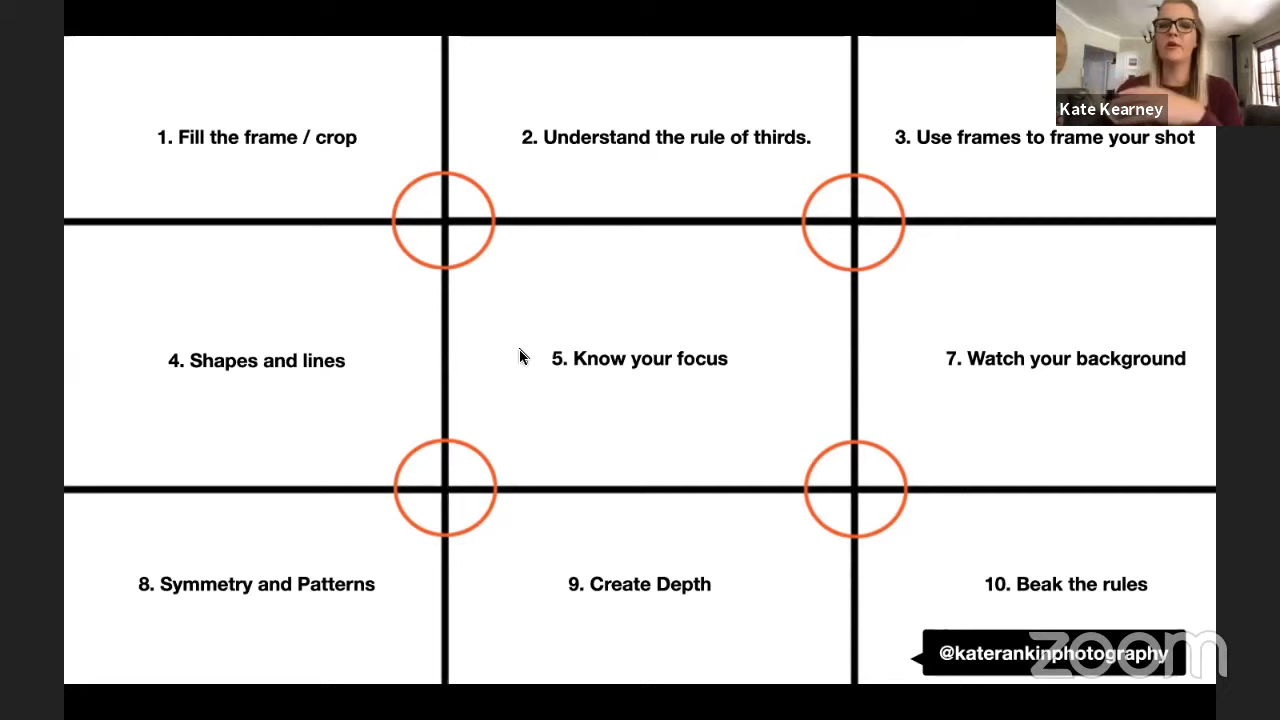 Kate Kearney
1. Fill the frame / crop
2. Understand the rule of thirds.
3. Use frames to frame your shot
4. Shapes and lines
5. Know your focus
7. Watch your background
8. Symmetry and Patterns
9. Create Depth
10. Beak the rules
@katerankinphotography
zoom